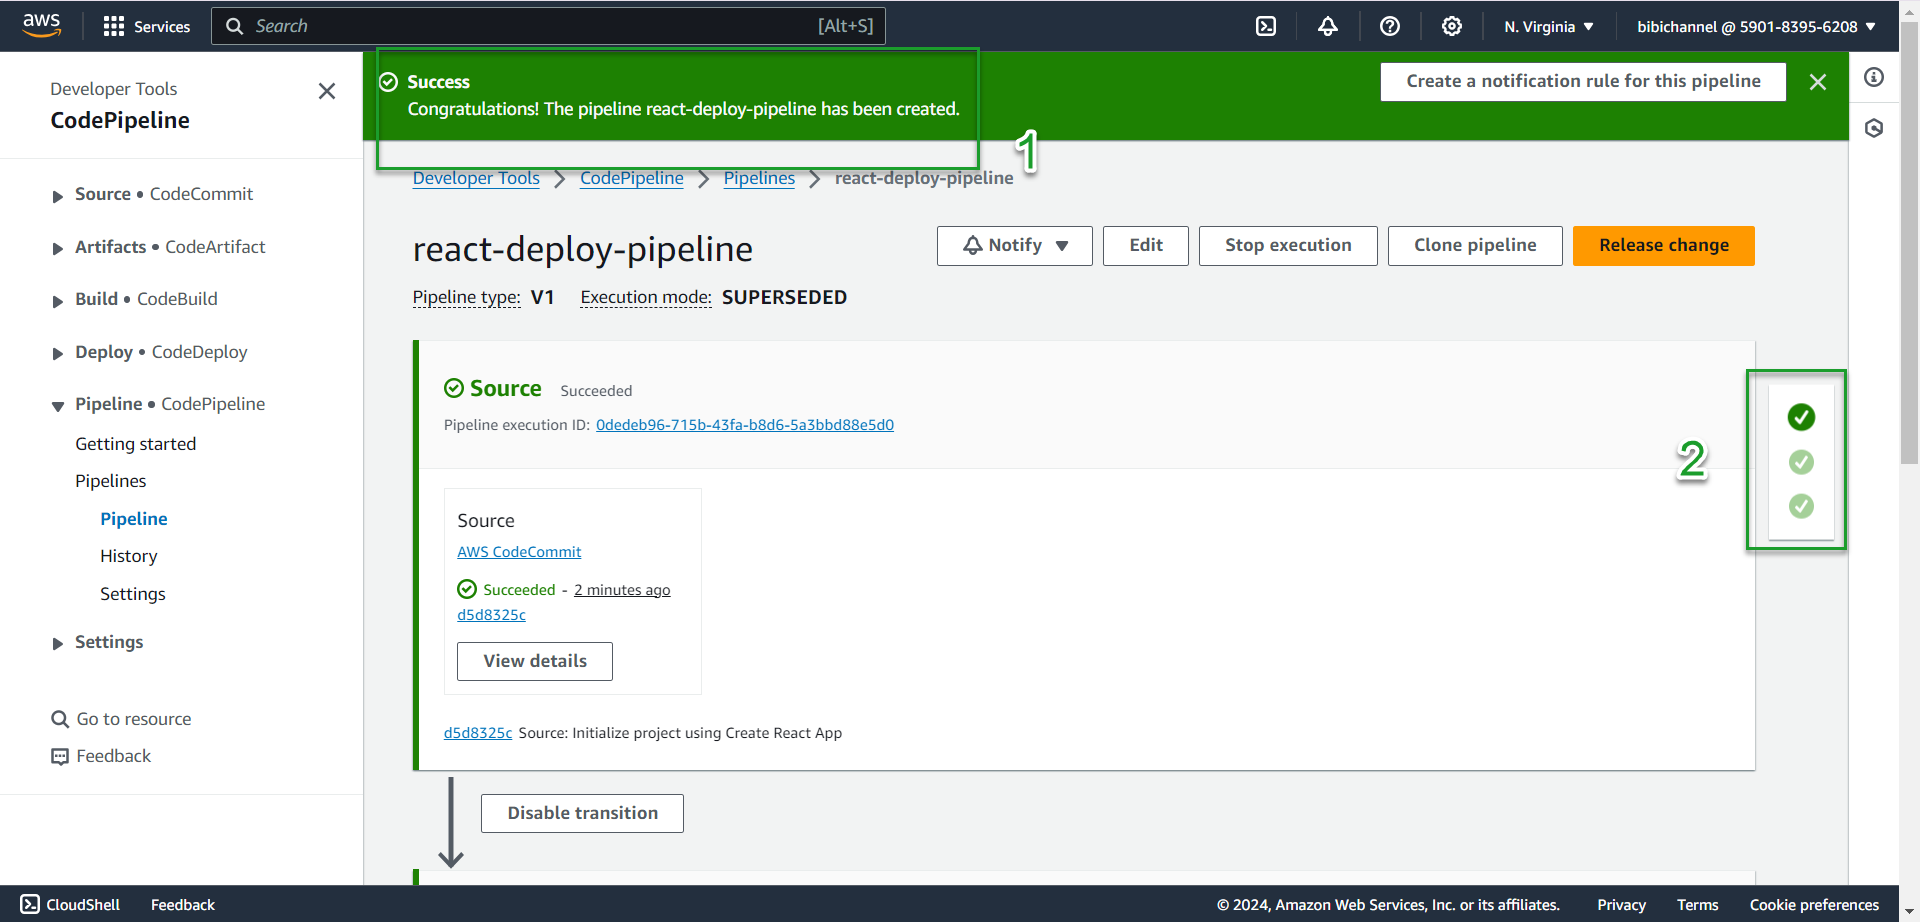 aws
Services
Search
[Alt+S]
N. Virginia
bibichannel @ 5901-8395-6208
Developer Tools
CodePipeline
Source • CodeCommit
Artifacts • CodeArtifact
Build • CodeBuild
Deploy • CodeDeploy
Pipeline • CodePipeline
Getting started
Pipelines
Pipeline
History
Settings
Settings
Go to resource
Feedback
Success
Congratulations! The pipeline react-deploy-pipeline has been created.
Create a notification rule for this pipeline
1
Developer Tools > CodePipeline > Pipelines > react-deploy-pipeline
react-deploy-pipeline
Notify
Edit
Stop execution
Clone pipeline
Release change
Pipeline type: V1 Execution mode: SUPERSEDED
Source Succeeded
Pipeline execution ID: 0dedeb96-715b-43fa-b8d6-5a3bbd88e5d0
2
Source
AWS CodeCommit
Succeeded - 2 minutes ago
d5d8325c
View details
d5d8325c Source: Initialize project using Create React App
Disable transition
CloudShell
Feedback
© 2024, Amazon Web Services, Inc. or its affiliates.
Privacy
Terms
Cookie preferences